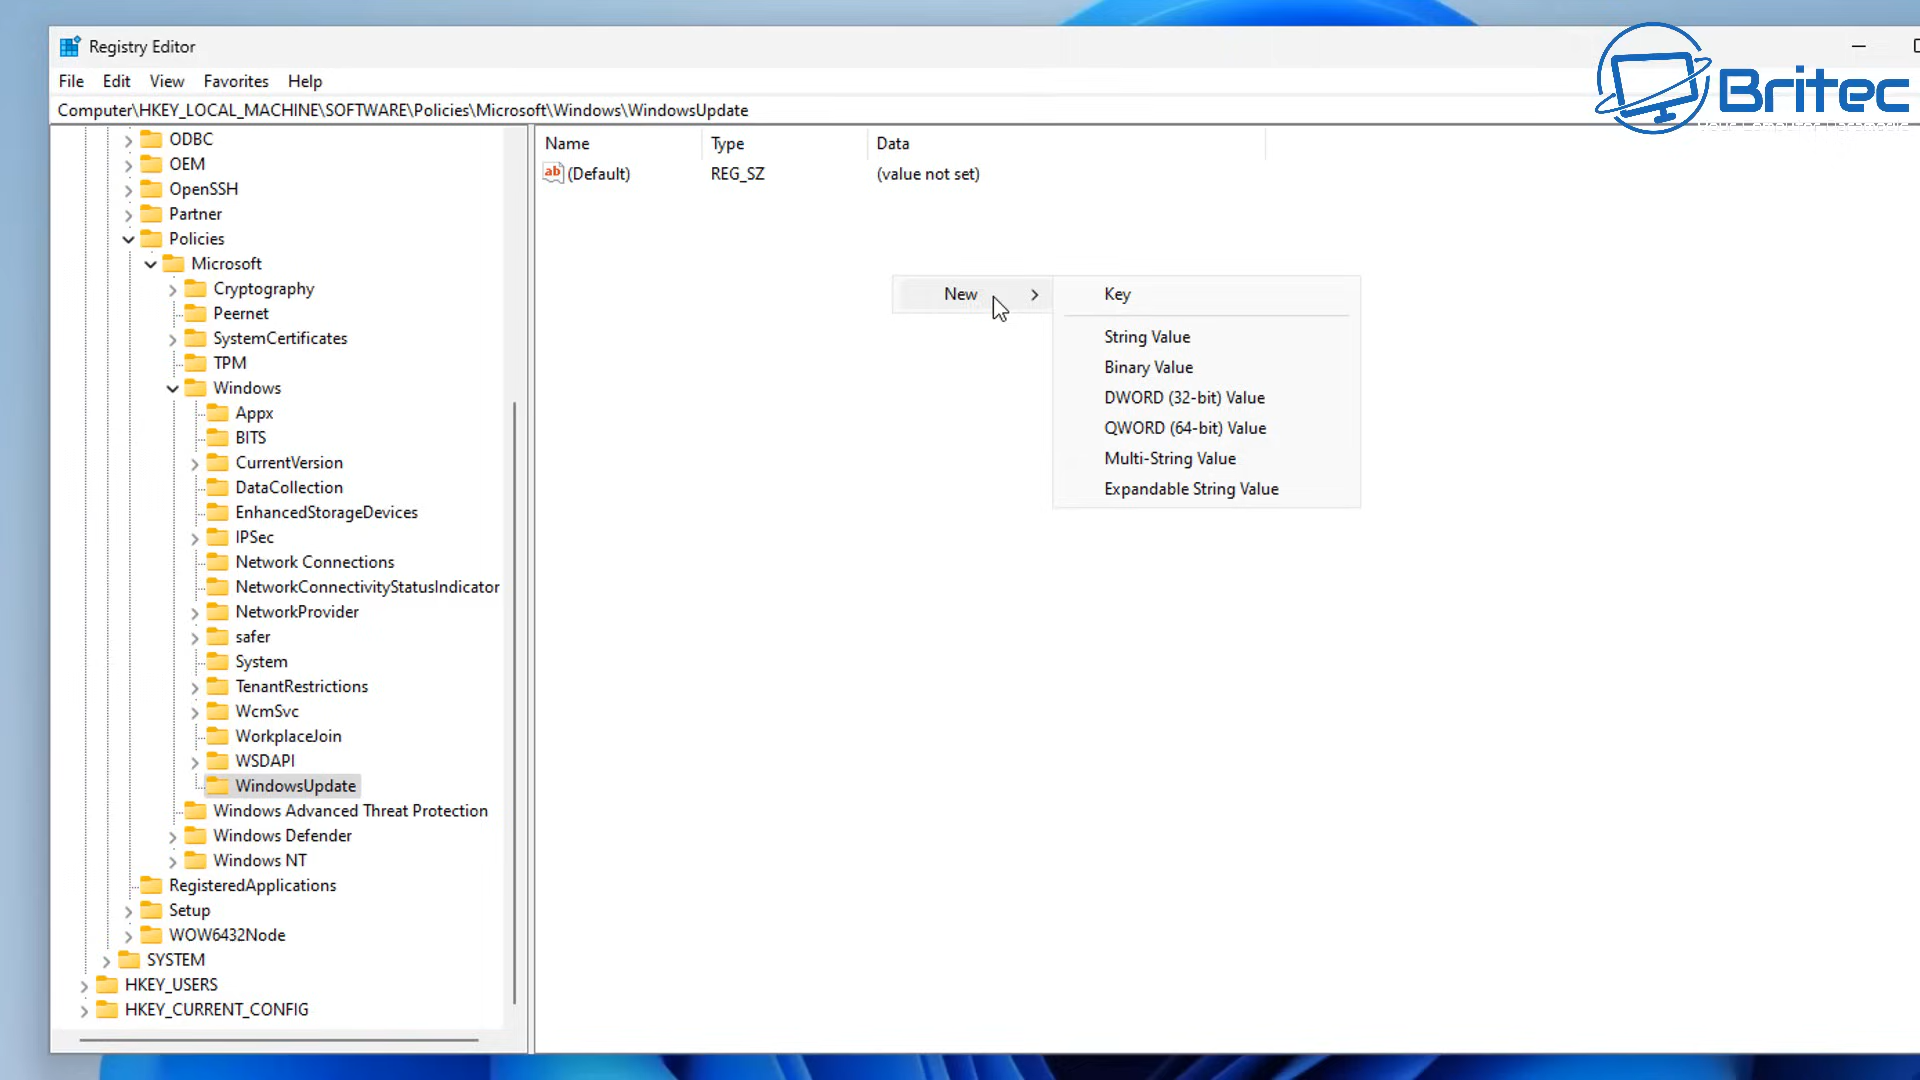 Registry Editor
Britec
File Edit View Favorites Help
Computer\HKEY_LOCAL_MACHINE\SOFTWARE\Policies\Microsoft\Windows\WindowsUpdate
ODBC
OEM
OpenSSH
Partner
Policies
Microsoft
Cryptography
Peernet
SystemCertificates
TPM
Windows
Appx
BITS
CurrentVersion
DataCollection
EnhancedStorageDevices
IPSec
Network Connections
NetworkConnectivityStatusIndicator
NetworkProvider
safer
System
TenantRestrictions
WcmSvc
WorkplaceJoin
WSDAPI
WindowsUpdate
Windows Advanced Threat Protection
Windows Defender
Windows NT
RegisteredApplications
Setup
WOW6432Node
SYSTEM
HKEY_USERS
HKEY_CURRENT_CONFIG
Name Type Data
ab (Default) REG_SZ (value not set)
New
Key
String Value
Binary Value
DWORD (32-bit) Value
QWORD (64-bit) Value
Multi-String Value
Expandable String Value